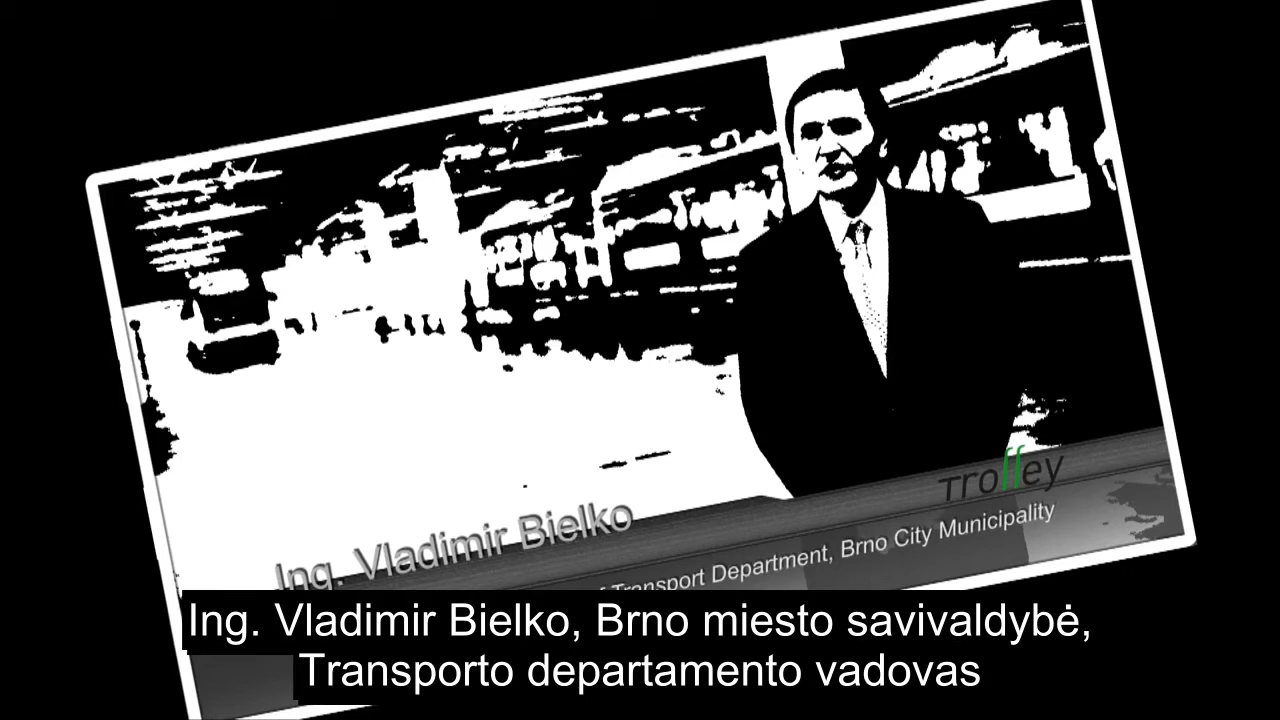 Trolley
Ing. Vladimir Bielko
Transport Department, Brno City Municipality
Ing. Vladimir Bielko, Brno miesto savivaldybė,
Transporto departamento vadovas